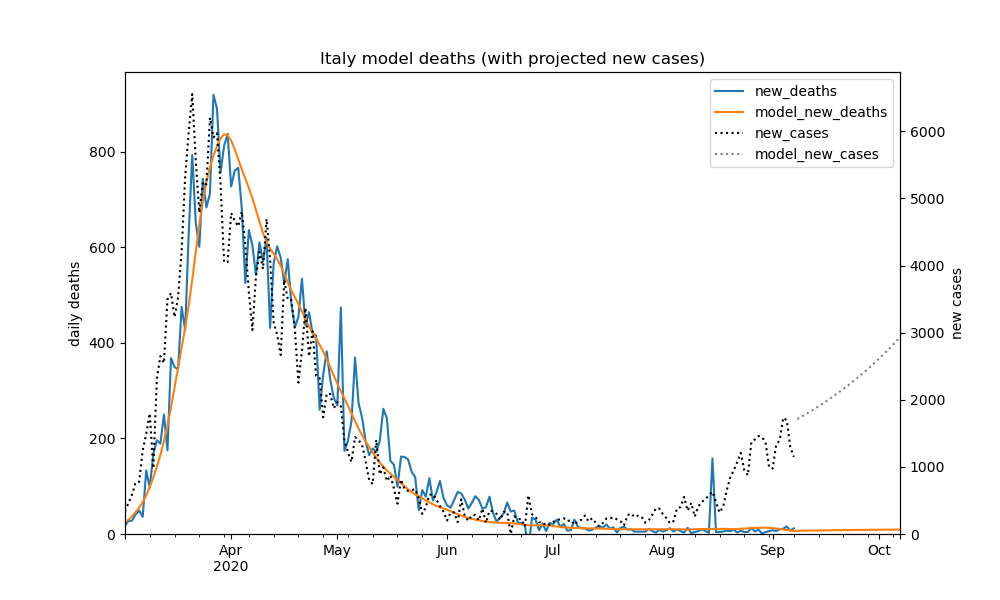 Italy model deaths (with projected new cases)
new_deaths
model_new_deaths
new_cases
model_new_cases
daily deaths
new cases
800
600
400
200
0
6000
5000
4000
3000
2000
1000
0
Apr
2020
May
Jun
Jul
Aug
Sep
Oct